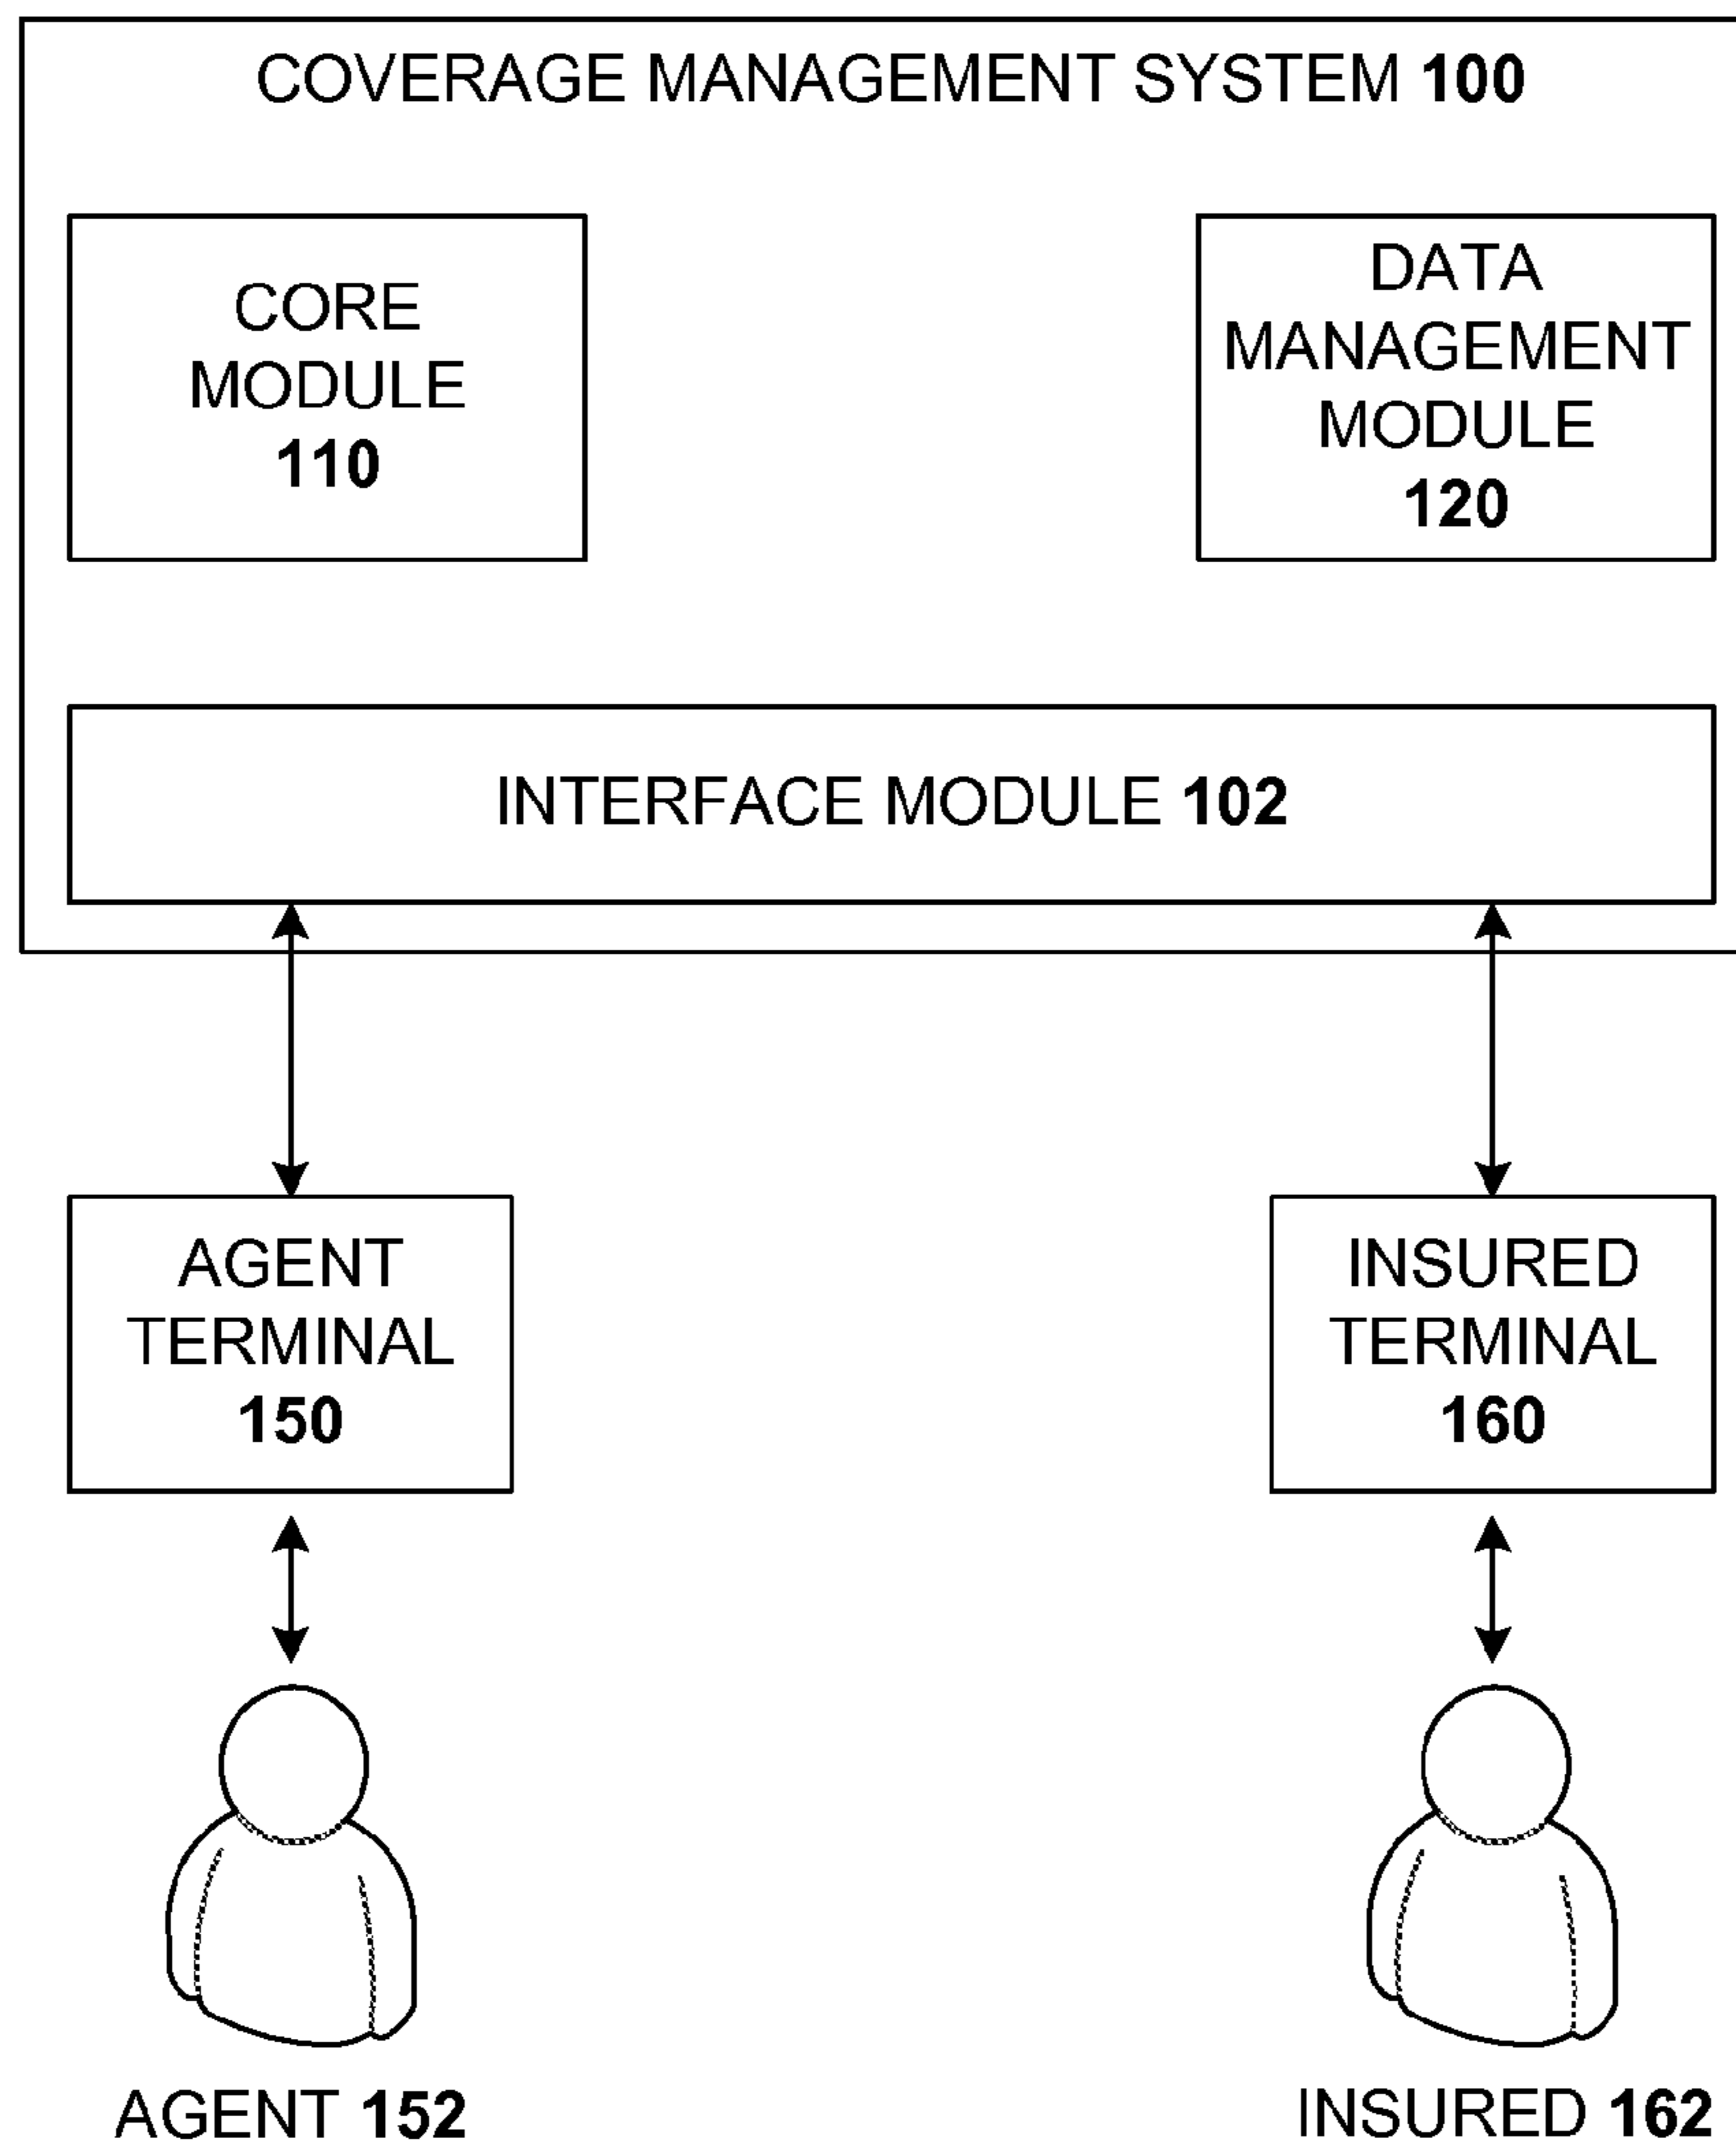 COVERAGE MANAGEMENT SYSTEM 100
CORE
MODULE
110
DATA
MANAGEMENT
MODULE
120
INTERFACE MODULE 102
AGENT
TERMINAL
150
INSURED
TERMINAL
160
AGENT 152
INSURED 162